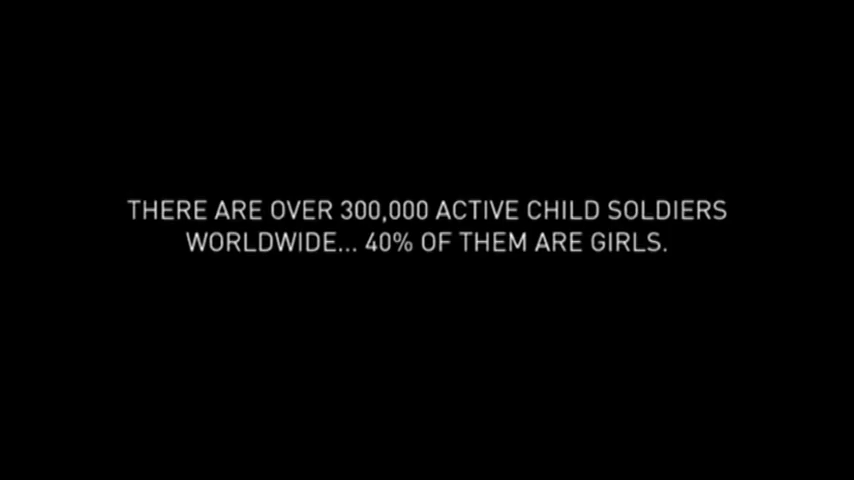 THERE ARE OVER 300,000 ACTIVE CHILD SOLDIERS
WORLDWIDE... 40% OF THEM ARE GIRLS.